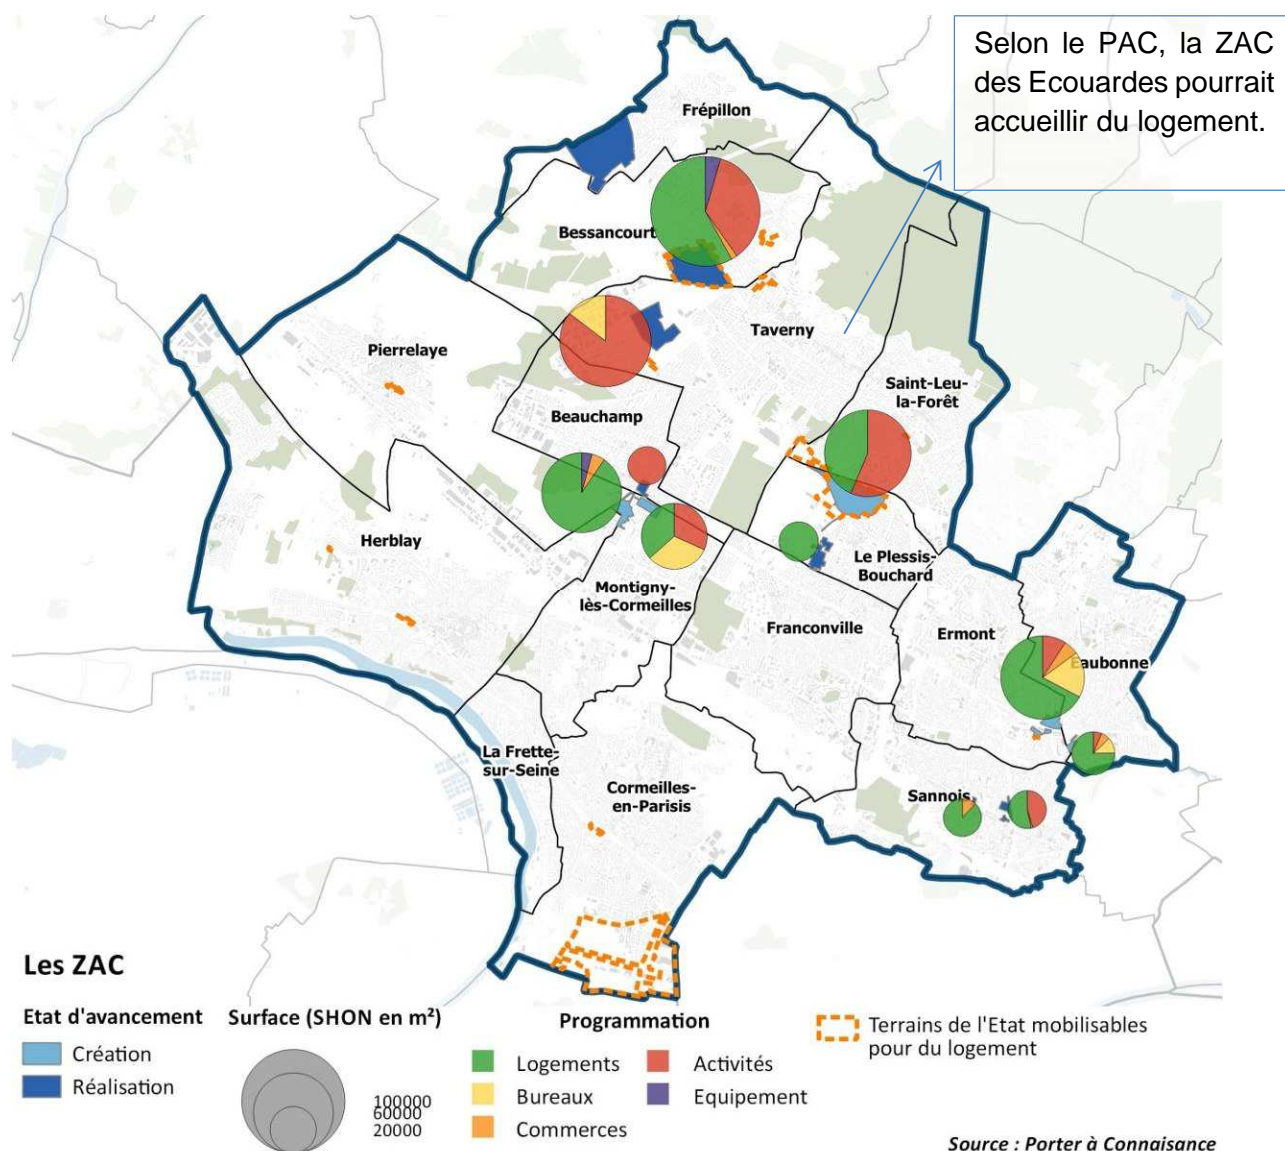 Selon le PAC, la ZAC
des Ecouardes pourrait
accueillir du logement.
Frépillon
Bessancourt
Taverny
Pierrelaye
Saint-Leu-
la-Forêt
Beauchamp
Herblay
Le Plessis-
Bouchard
Montigny-
lès-Cormeilles
Franconville
Ermont
Eaubonne
La Frette-
sur-Seine
Cormeilles-
en-Parisis
Sannois
Les ZAC
Etat d'avancement
Création
Réalisation
Surface (SHON en m²)
100000
60000
20000
Programmation
Logements
Bureaux
Commerces
Activités
Equipement
Terrains de l'Etat mobilisables
pour du logement
Source : Porter à Connaisance